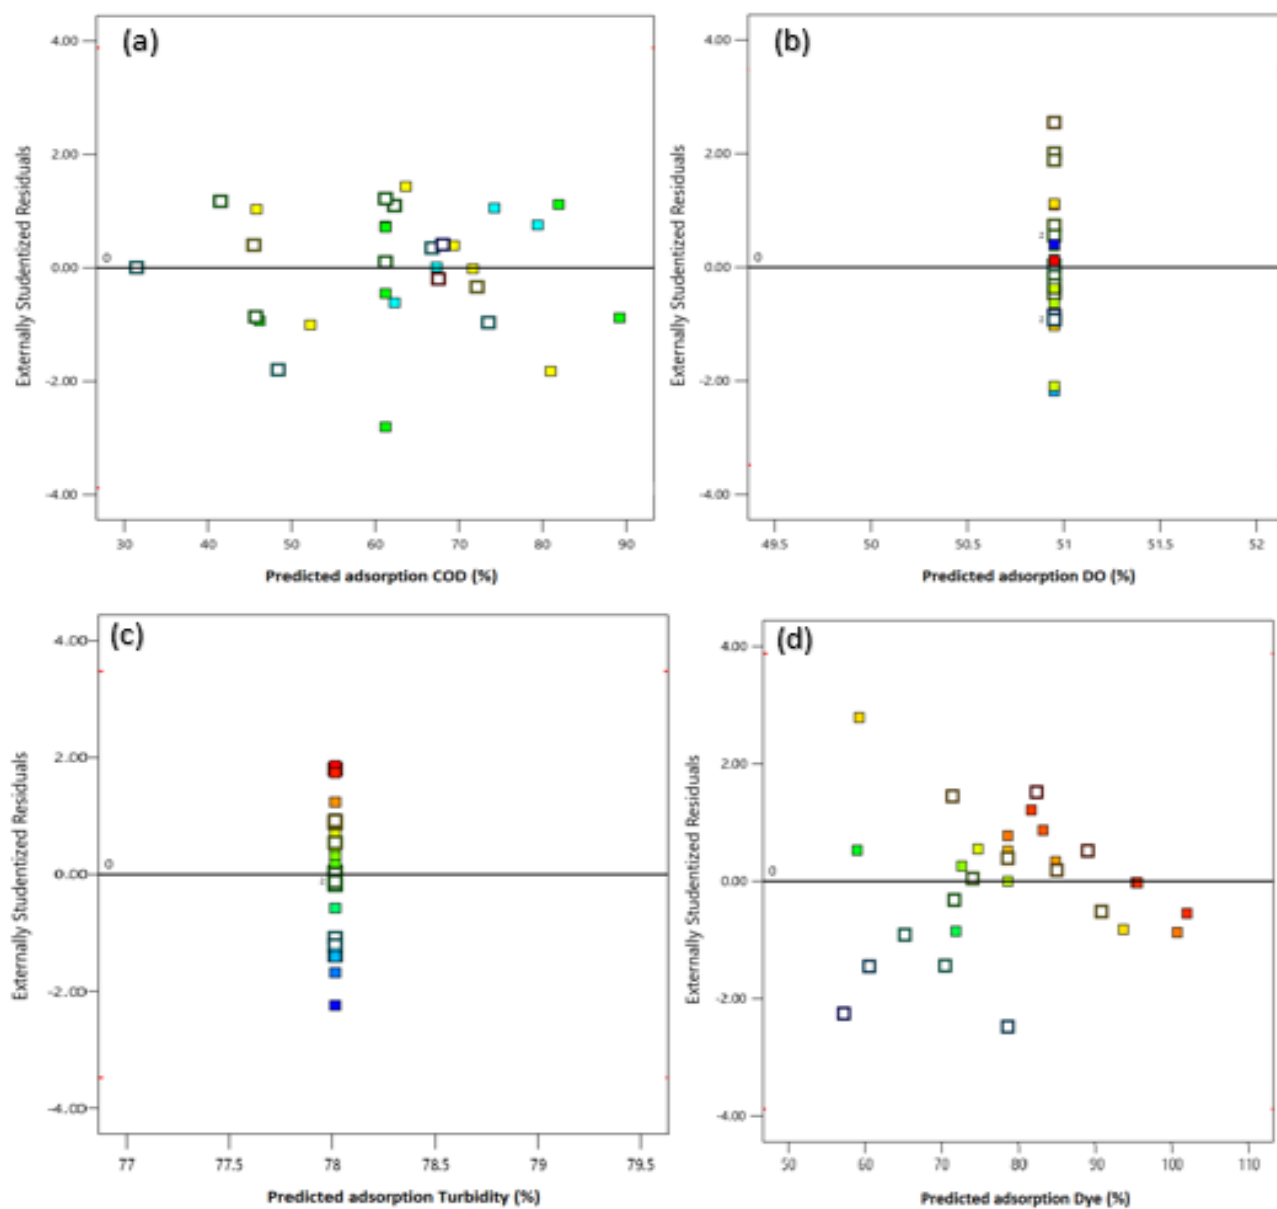 (a)
4.00
2.00
0.00
-2.00
-4.00
0
Externally Studentized Residuals
30 40 50 60 70 80 90
Predicted adsorption COD (%)
(b)
4.00
2.00
0.00
-2.00
-4.00
0
2
2
Externally Studentized Residuals
49.5 50 50.5 51 51.5 52
Predicted adsorption DO (%)
(c)
4.00
2.00
0.00
-2.00
-4.00
0
Externally Studentized Residuals
77 77.5 78 78.5 79 79.5
Predicted adsorption Turbidity (%)
(d)
4.00
2.00
0.00
-2.00
-4.00
0
Externally Studentized Residuals
50 60 70 80 90 100 110
Predicted adsorption Dye (%)